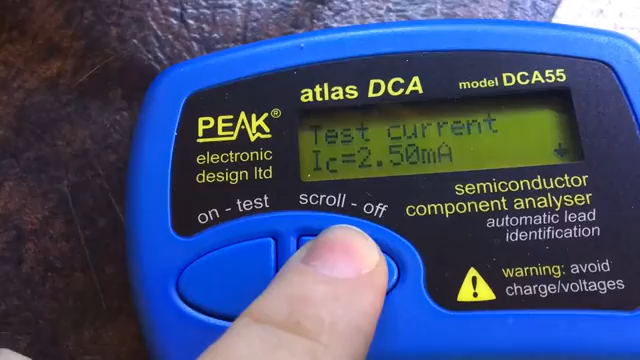 atlas DCA
model DCA55
PEAK®
electronic
design ltd
Test current
Ic=2.50mA
on - test
scroll - off
semiconductor
component analyser
automatic lead
identification
warning: avoid
charge/voltages